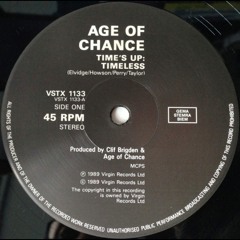 AGE OF
CHANCE
TIME'S UP:
TIMELESS
(Elvidge/Howson/Perry/Taylor)
VSTX 1133
VSTX 1133-A
SIDE ONE
45 RPM
STEREO
GEMA
STEMRA
BIEM
Produced by Clif Brigden &
Age of Chance
MCPS
℗ 1989 Virgin Records Ltd
© 1989 Virgin Records Ltd
The copyright in this recording
is owned by Virgin Records Ltd
ALL RIGHTS OF THE PRODUCER AND OF THE OWNER OF THE RECORDED WORK RESERVED UNAUTHORISED PUBLIC PERFORMANCE BROADCASTING AND COPYING OF THIS RECORD